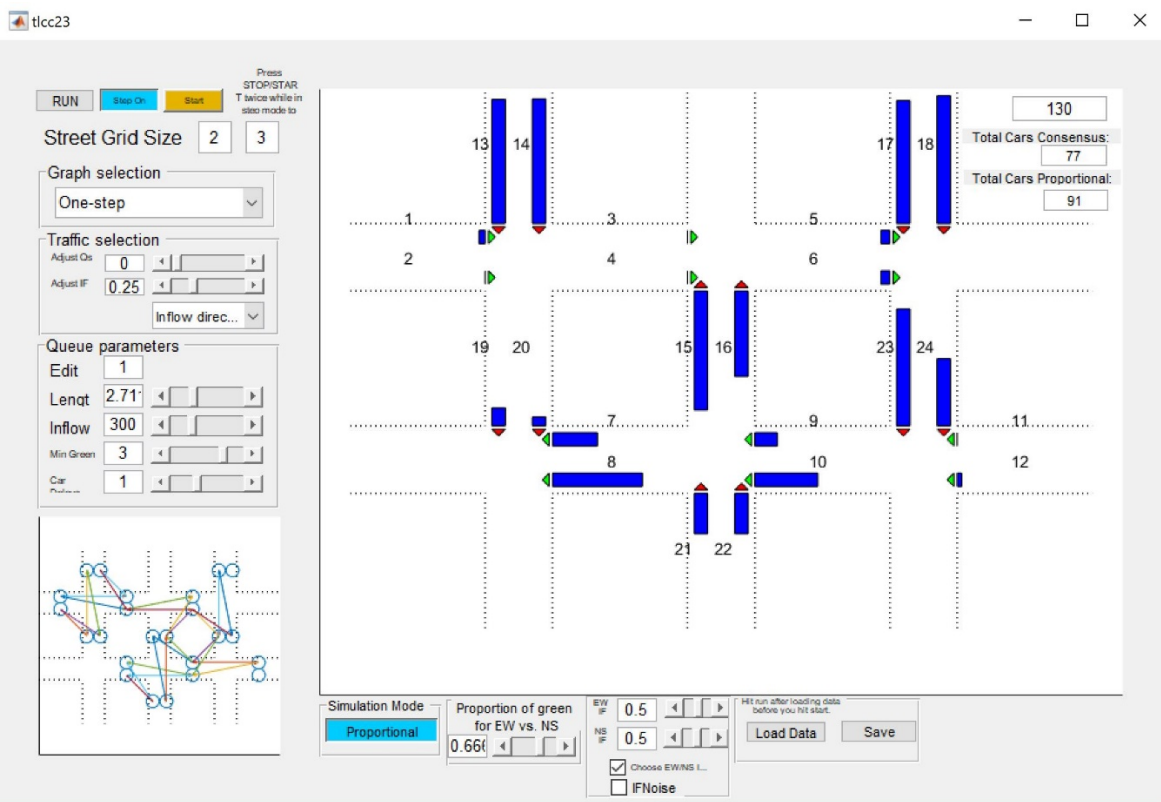 tlcc23
Press
STOP/STAR
T twice while in
step mode to
RUN
Step On
Start
Street Grid Size 2 3
Graph selection
One-step
Traffic selection
Adjust Qs 0
Adjust IF 0.25
Inflow direc...
Queue parameters
Edit 1
Lengt 2.71
Inflow 300
Min Green 3
Car 1
13 14 17 18
130
Total Cars Consensus:
77
Total Cars Proportional:
91
1 3 5
2 4 6
19 20 15 16 23 24
7 9 11
8 10 12
21 22
Simulation Mode
Proportional
Proportion of green
for EW vs. NS
0.666
EW
IF 0.5
NS
IF 0.5
Choose EW/NS I...
IFNoise
Hit run after loading data
before you hit start.
Load Data
Save